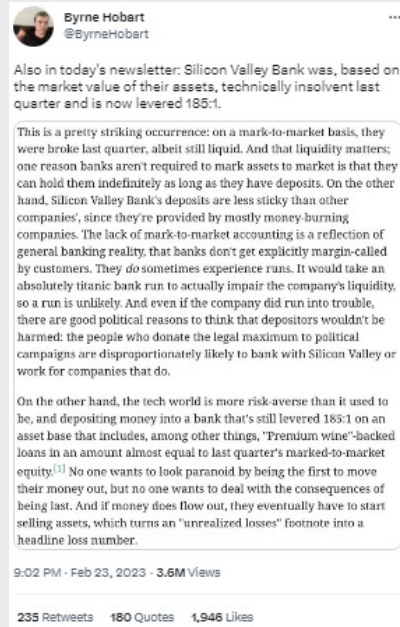 Byrne Hobart
@ByrneHobart
Also in today's newsletter: Silicon Valley Bank was, based on
the market value of their assets, technically insolvent last
quarter and is now levered 185:1.
This is a pretty striking occurrence: on a mark-to-market basis, they
were broke last quarter, albeit still liquid. And that liquidity matters;
one reason banks aren't required to mark assets to market is that they
can hold them indefinitely as long as they have deposits. On the other
hand, Silicon Valley Bank's deposits are less sticky than other
companies', since they're provided by mostly money-burning
companies. The lack of mark-to-market accounting is a reflection of
general banking reality, that banks don't get explicitly margin-called
by customers. They do sometimes experience runs. It would take an
absolutely titanic bank run to actually impair the company's liquidity,
so a run is unlikely. And even if the company did run into trouble,
there are good political reasons to think that depositors wouldn't be
harmed: the people who donate the legal maximum to political
campaigns are disproportionately likely to bank with Silicon Valley or
work for companies that do.
On the other hand, the tech world is more risk-averse than it used to
be, and depositing money into a bank that's still levered 185:1 on an
asset base that includes, among other things, "Premium wine"-backed
loans in an amount almost equal to last quarter's marked-to-market
equity.[1] No one wants to look paranoid by being the first to move
their money out, but no one wants to deal with the consequences of
being last. And if money does flow out, they eventually have to start
selling assets, which turns an "unrealized losses" footnote into a
headline loss number.
9:02 PM · Feb 23, 2023 · 3.6M Views
235 Retweets 180 Quotes 1,946 Likes